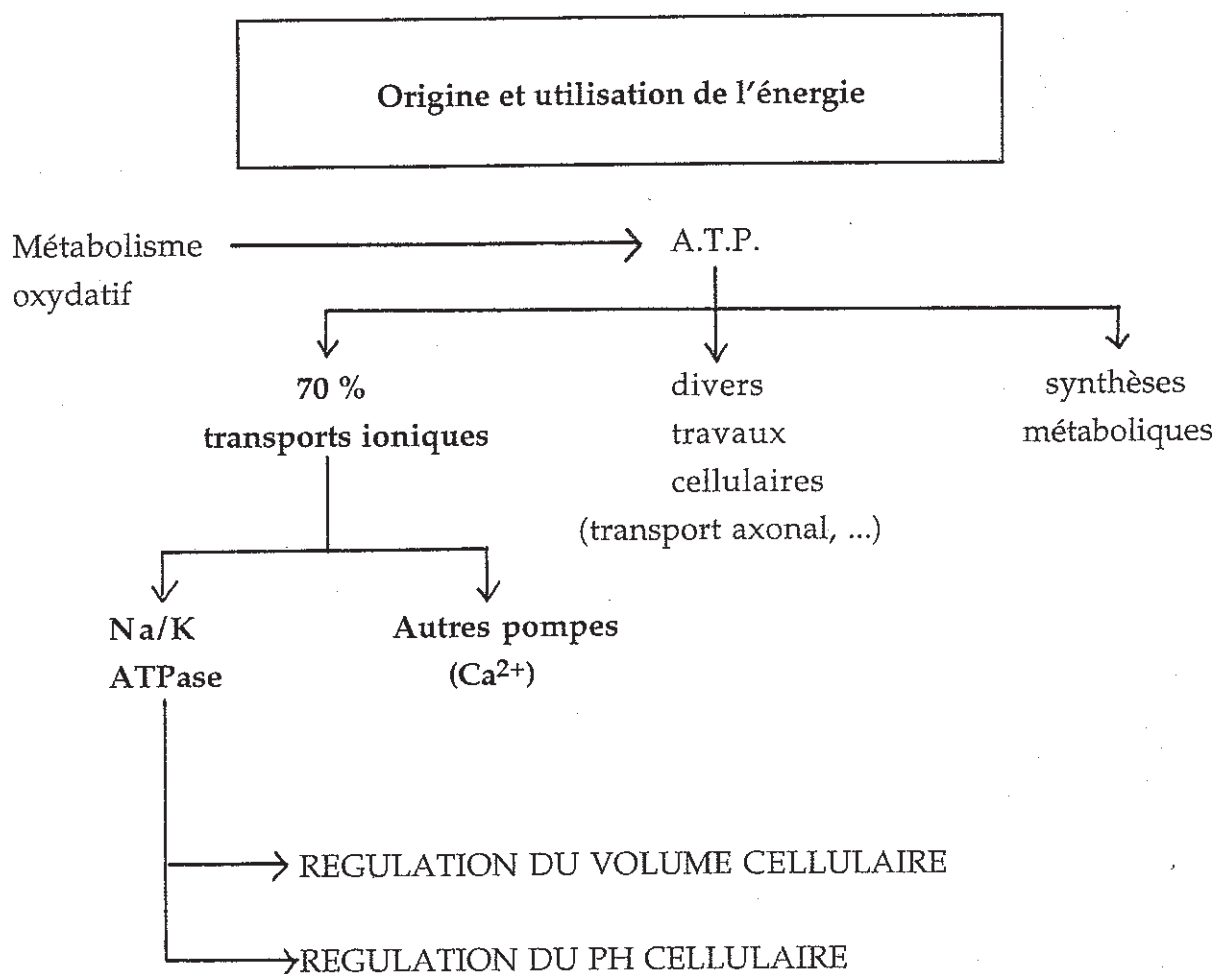 Origine et utilisation de l'énergie
Métabolisme
oxydatif
A.T.P.
70 %
transports ioniques
divers
travaux
cellulaires
(transport axonal, ...)
synthèses
métaboliques
Na/K
ATPase
Autres pompes
(Ca2+)
REGULATION DU VOLUME CELLULAIRE
REGULATION DU PH CELLULAIRE